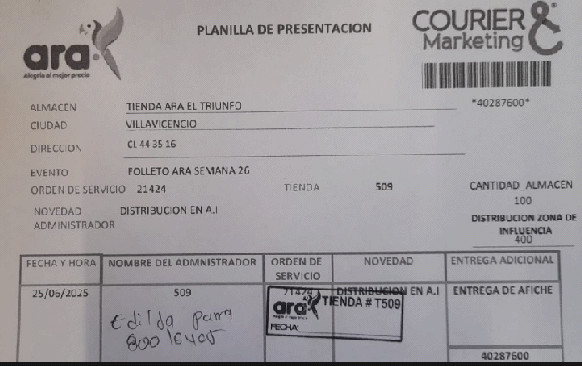 ara
Alegría al mejor precio
PLANILLA DE PRESENTACION
COURIER &
Marketing
*40287600*
ALMACEN TIENDA ARA EL TRIUNFO
CIUDAD VILLAVICENCIO
DIRECCION CL 44 35 16
EVENTO FOLLETO ARA SEMANA 26
ORDEN DE SERVICIO 21424 TIENDA 509 CANTIDAD ALMACEN
100
NOVEDAD DISTRIBUCION EN A.I
ADMINISTRADOR
DISTRIBUCION ZONA DE
INFLUENCIA
400
FECHA Y HORA NOMBRE DEL ADMNISTRADOR ORDEN DE SERVICIO NOVEDAD ENTREGA ADICIONAL
25/06/2025 509 DISTRIBUCION EN A.I ENTREGA DE AFICHE
ara TIENDA # T509
FECHA:
Edilda
800
40287600